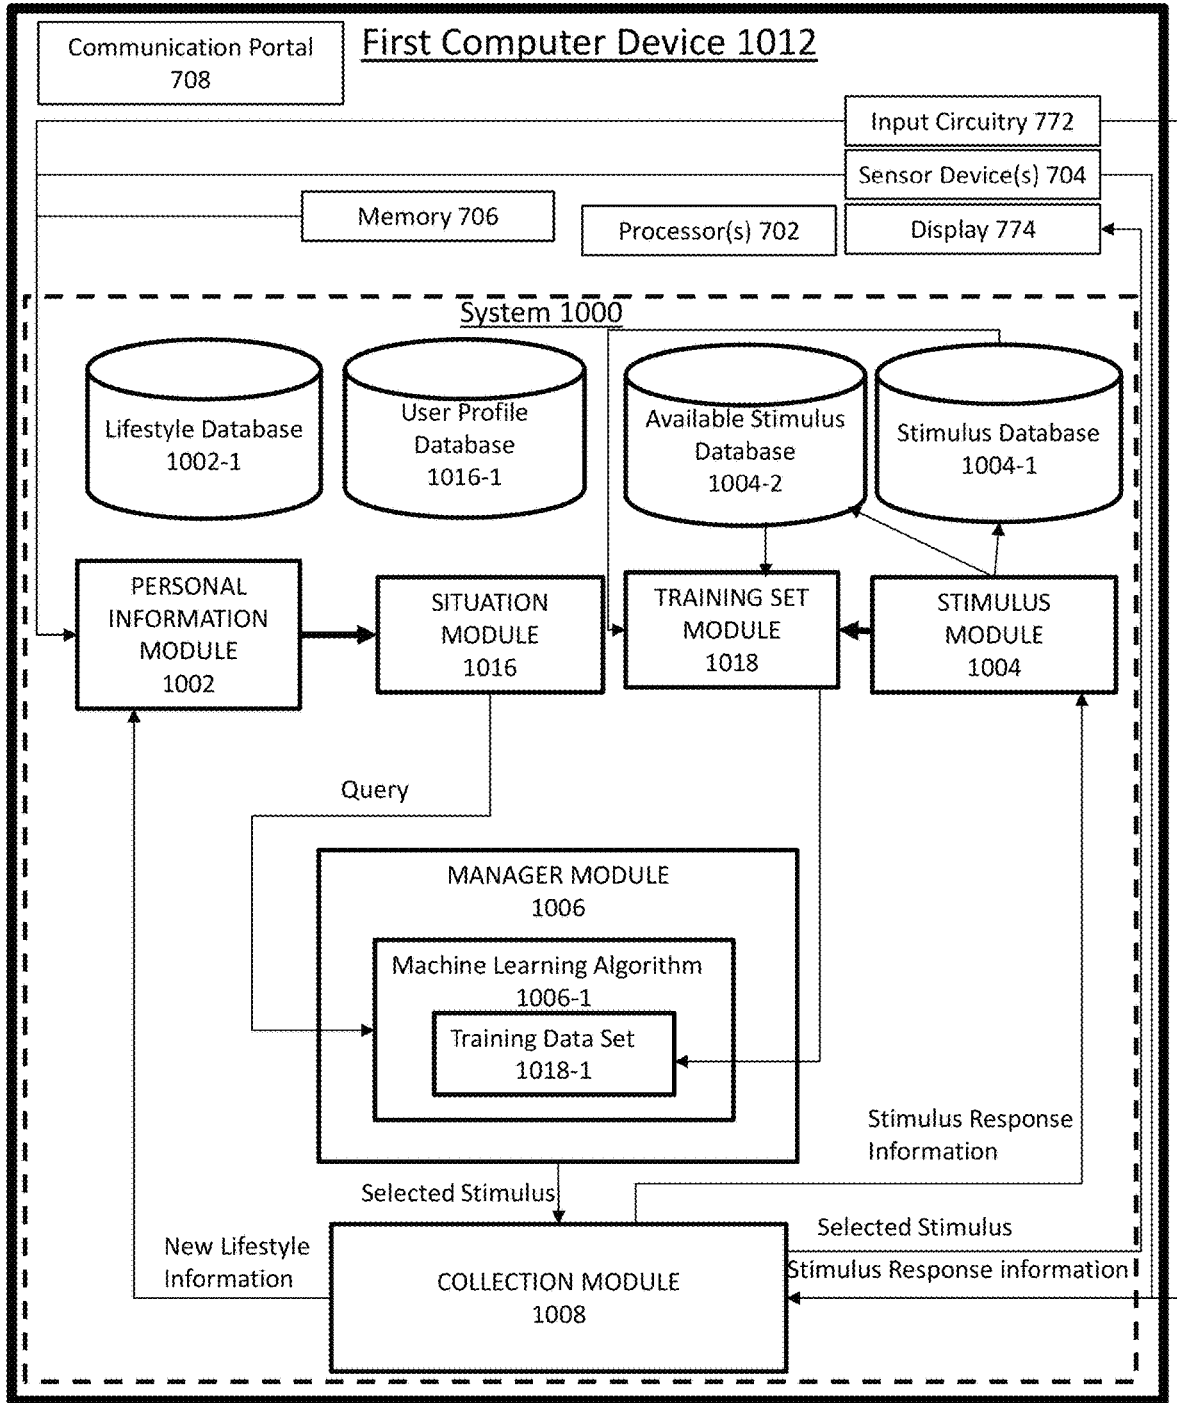 Communication Portal
708
First Computer Device 1012
Input Circuitry 772
Sensor Device(s) 704
Memory 706
Processor(s) 702
Display 774
System 1000
Lifestyle Database
1002-1
User Profile
Database
1016-1
Available Stimulus
Database
1004-2
Stimulus Database
1004-1
PERSONAL
INFORMATION
MODULE
1002
SITUATION
MODULE
1016
TRAINING SET
MODULE
1018
STIMULUS
MODULE
1004
Query
MANAGER MODULE
1006
Machine Learning Algorithm
1006-1
Training Data Set
1018-1
Stimulus Response
Information
Selected Stimulus
New Lifestyle
Information
Selected Stimulus
Stimulus Response information
COLLECTION MODULE
1008